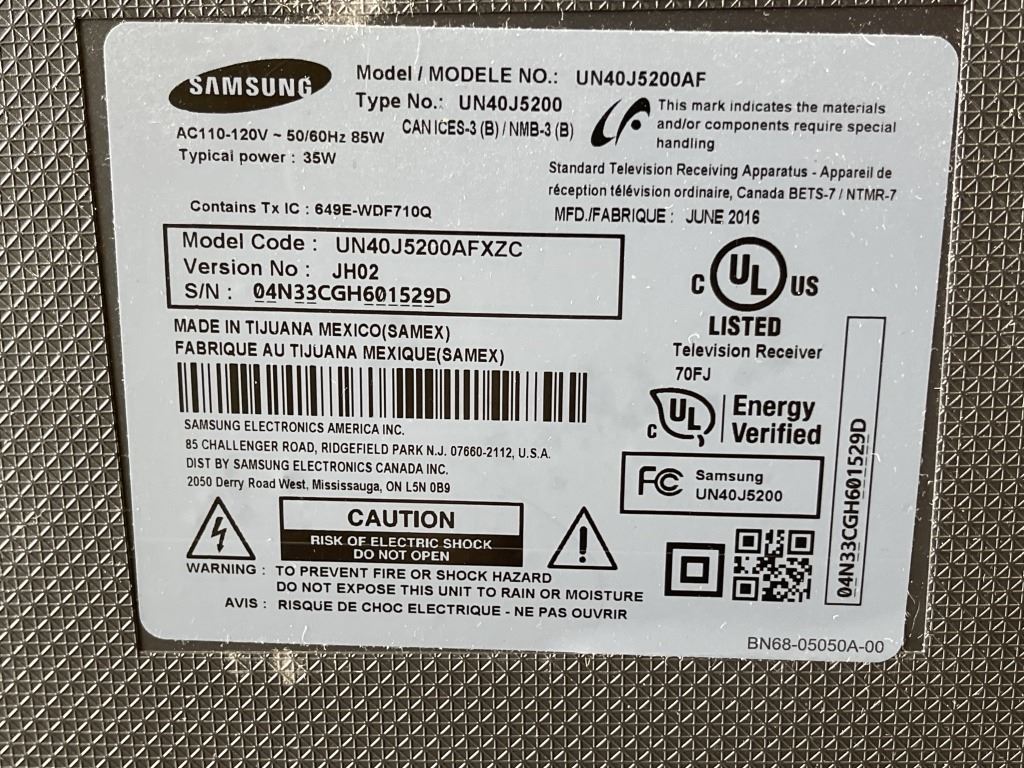 SAMSUNG
Model / MODELE NO.: UN40J5200AF
Type No.: UN40J5200
CAN ICES-3 (B) / NMB-3 (B)
AC110-120V ~ 50/60Hz 85W
Typical power : 35W
This mark indicates the materials
and/or components require special
handling
Standard Television Receiving Apparatus - Appareil de
réception télévision ordinaire, Canada BETS-7 / NTMR-7
Contains Tx IC : 649E-WDF710Q
MFD./FABRIQUE : JUNE 2016
Model Code : UN40J5200AFXZC
Version No : JH02
S/N : 04N33CGH601529D
MADE IN TIJUANA MEXICO(SAMEX)
FABRIQUE AU TIJUANA MEXIQUE(SAMEX)
SAMSUNG ELECTRONICS AMERICA INC.
85 CHALLENGER ROAD, RIDGEFIELD PARK N.J. 07660-2112, U.S.A.
DIST BY SAMSUNG ELECTRONICS CANADA INC.
2050 Derry Road West, Mississauga, ON L5N 0B9
C UL US
LISTED
Television Receiver
70FJ
C UL Energy
Verified
FC Samsung
UN40J5200
04N33CGH601529D
CAUTION
RISK OF ELECTRIC SHOCK
DO NOT OPEN
WARNING : TO PREVENT FIRE OR SHOCK HAZARD
DO NOT EXPOSE THIS UNIT TO RAIN OR MOISTURE
AVIS : RISQUE DE CHOC ELECTRIQUE - NE PAS OUVRIR
BN68-05050A-00